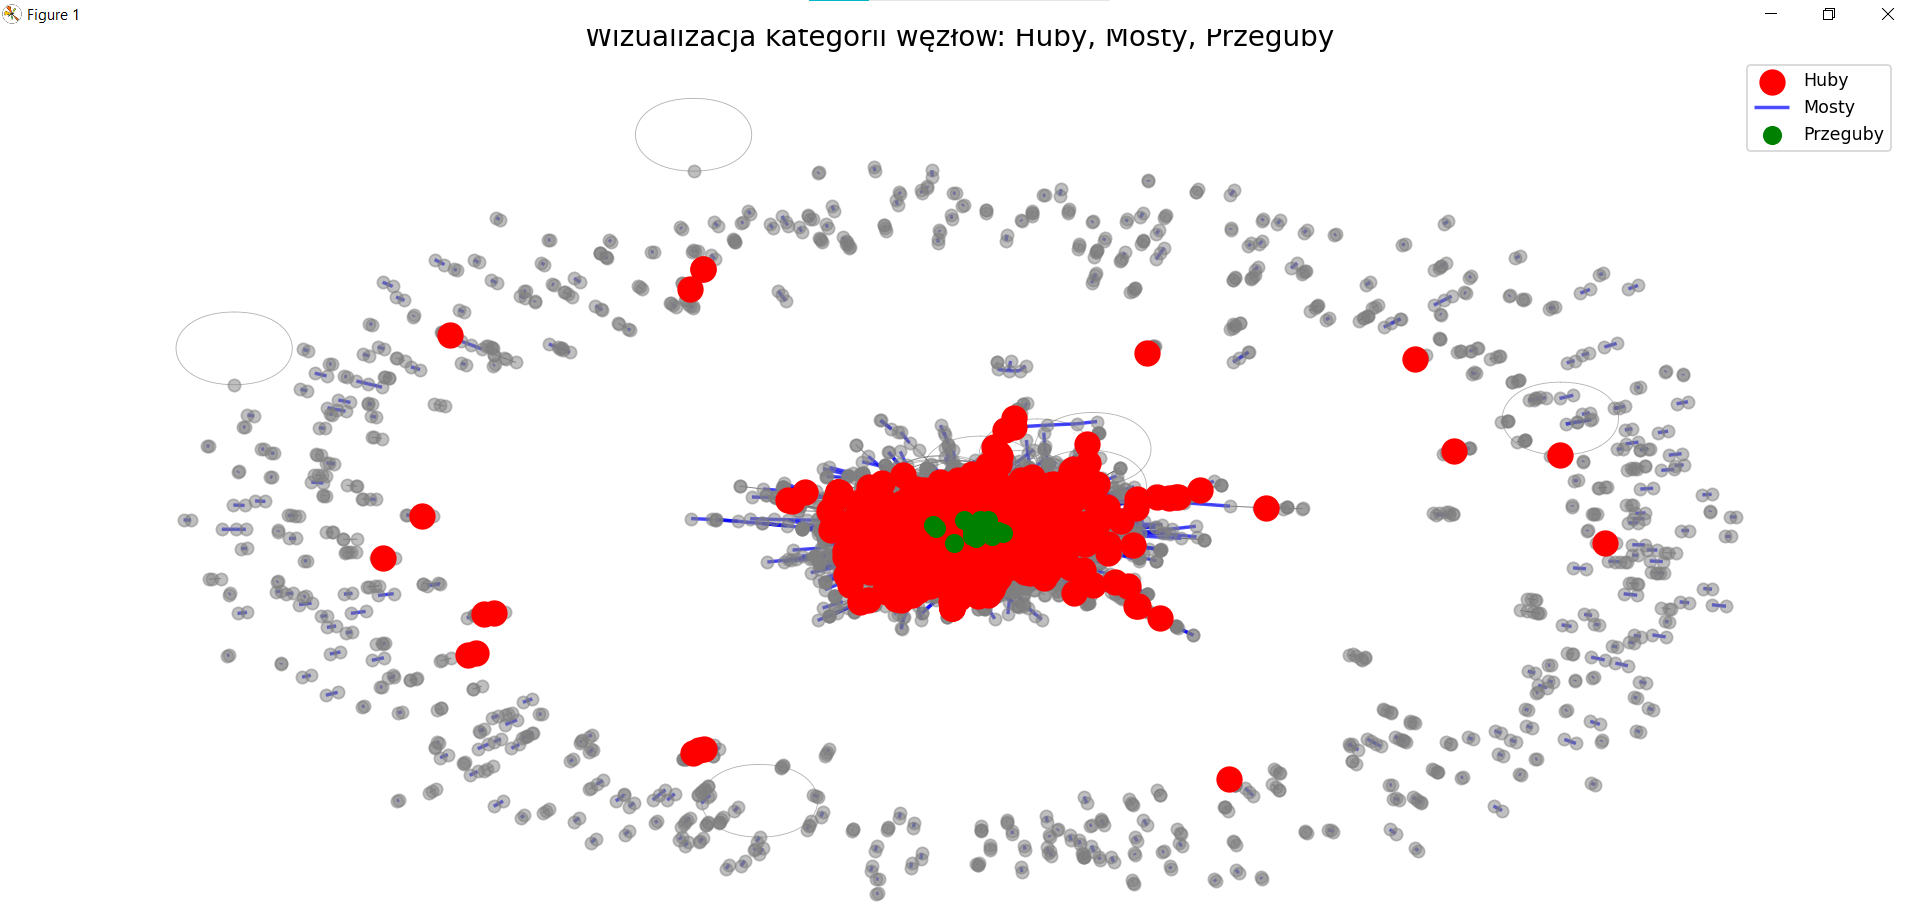 Figure 1
Wizualizacja kategorii węzłów: Huby, Mosty, Przeguby
Huby
Mosty
Przeguby